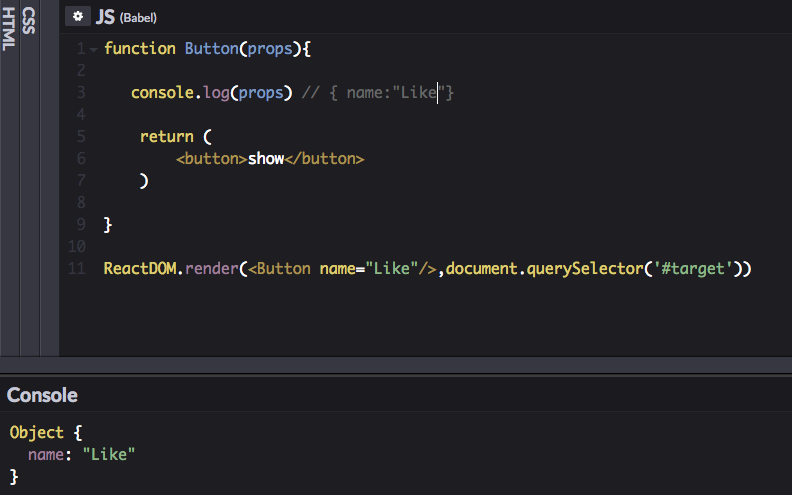 HTML
CSS
JS (Babel)
1 function Button(props){
2
3 console.log(props) // { name:"Like"}
4
5 return (
6 <button>show</button>
7 )
8
9 }
10
11 ReactDOM.render(<Button name="Like"/>,document.querySelector('#target'))
Console
Object {
name: "Like"
}